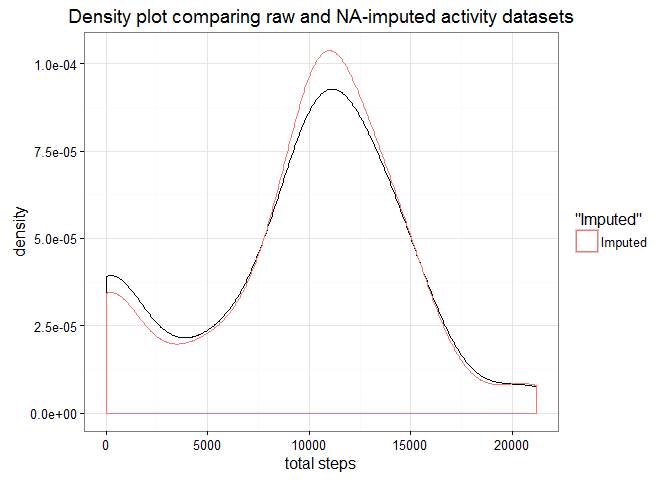 Density plot comparing raw and NA-imputed activity datasets
1.0e-04
7.5e-05
5.0e-05
2.5e-05
0.0e+00
density
0
5000
10000
15000
20000
total steps
"Imputed"
Imputed